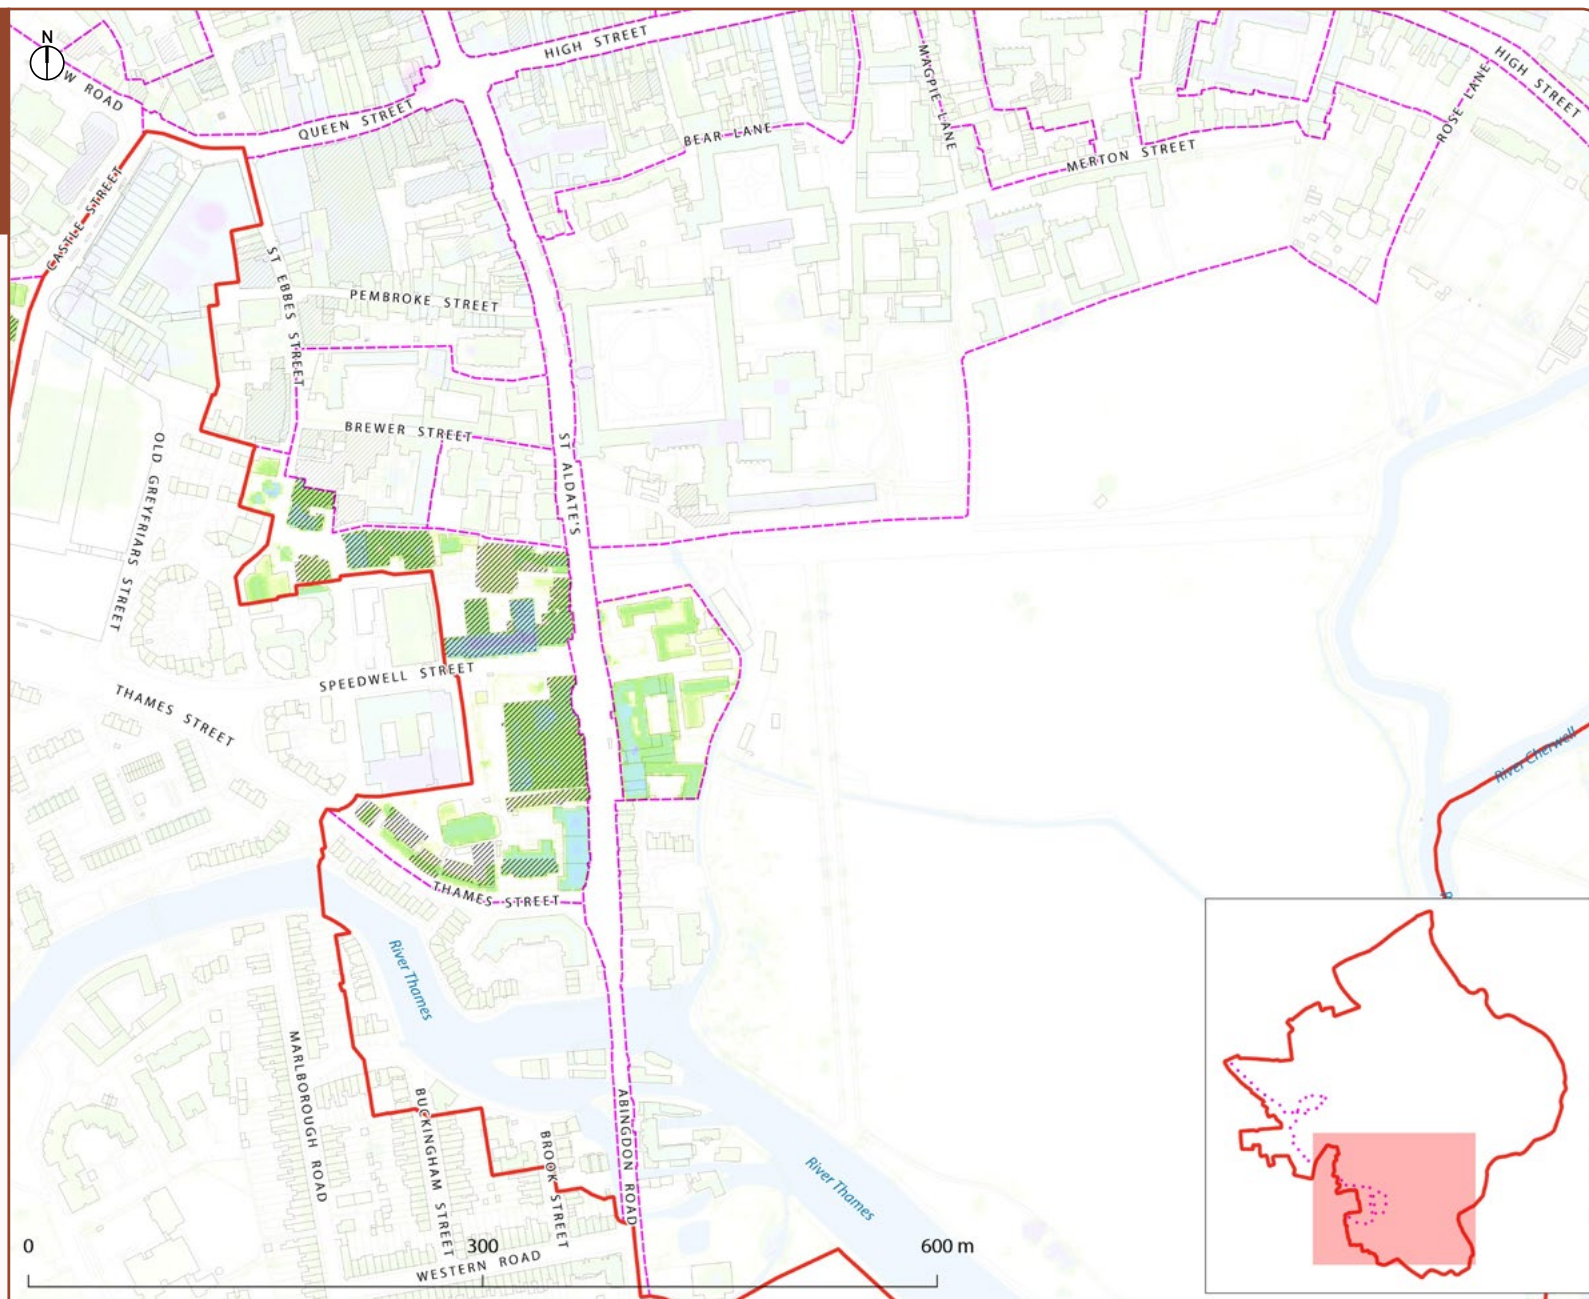 N
W ROAD
HIGH STREET
QUEEN STREET
MAGPIE LANE
BEAR LANE
MERTON STREET
ROSE LANE
HIGH STREET
CASTLE STREET
ST EBBES STREET
PEMBROKE STREET
BREWER STREET
ST ALDATE'S
OLD GREYFRIARS STREET
SPEEDWELL STREET
THAMES STREET
THAMES STREET
River Cherwell
River Thames
MARLBOROUGH ROAD
BUCKINGHAM STREET
BROOK STREET
ABINGDON ROAD
River Thames
WESTERN ROAD
0 300 600 m